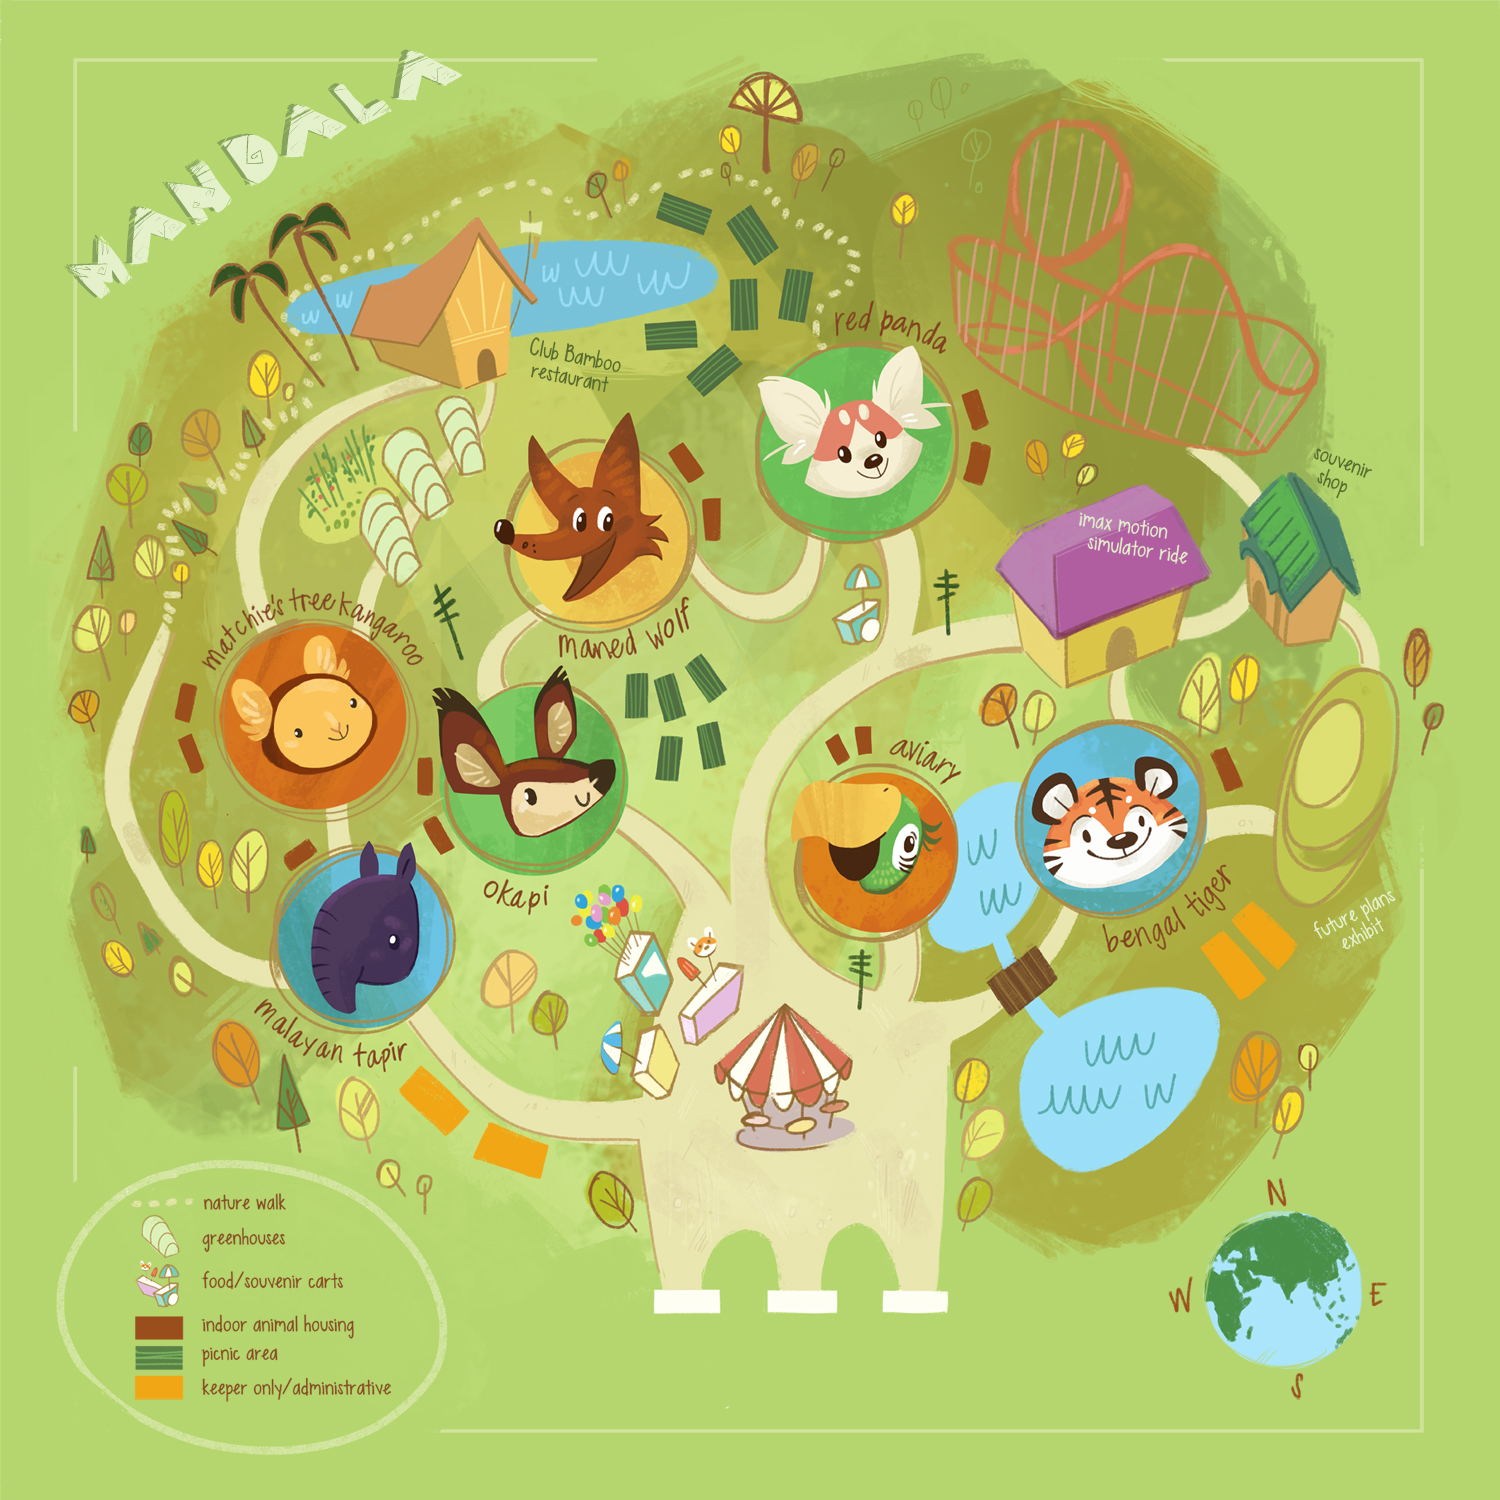 MANDALA
Club Bamboo
restaurant
red panda
souvenir
shop
imax motion
simulator ride
matchie's tree kangaroo
maned wolf
okapi
aviary
bengal tiger
future plans
exhibit
malayan tapir
nature walk
greenhouses
food/souvenir carts
indoor animal housing
picnic area
keeper only/administrative
N
W
E
S